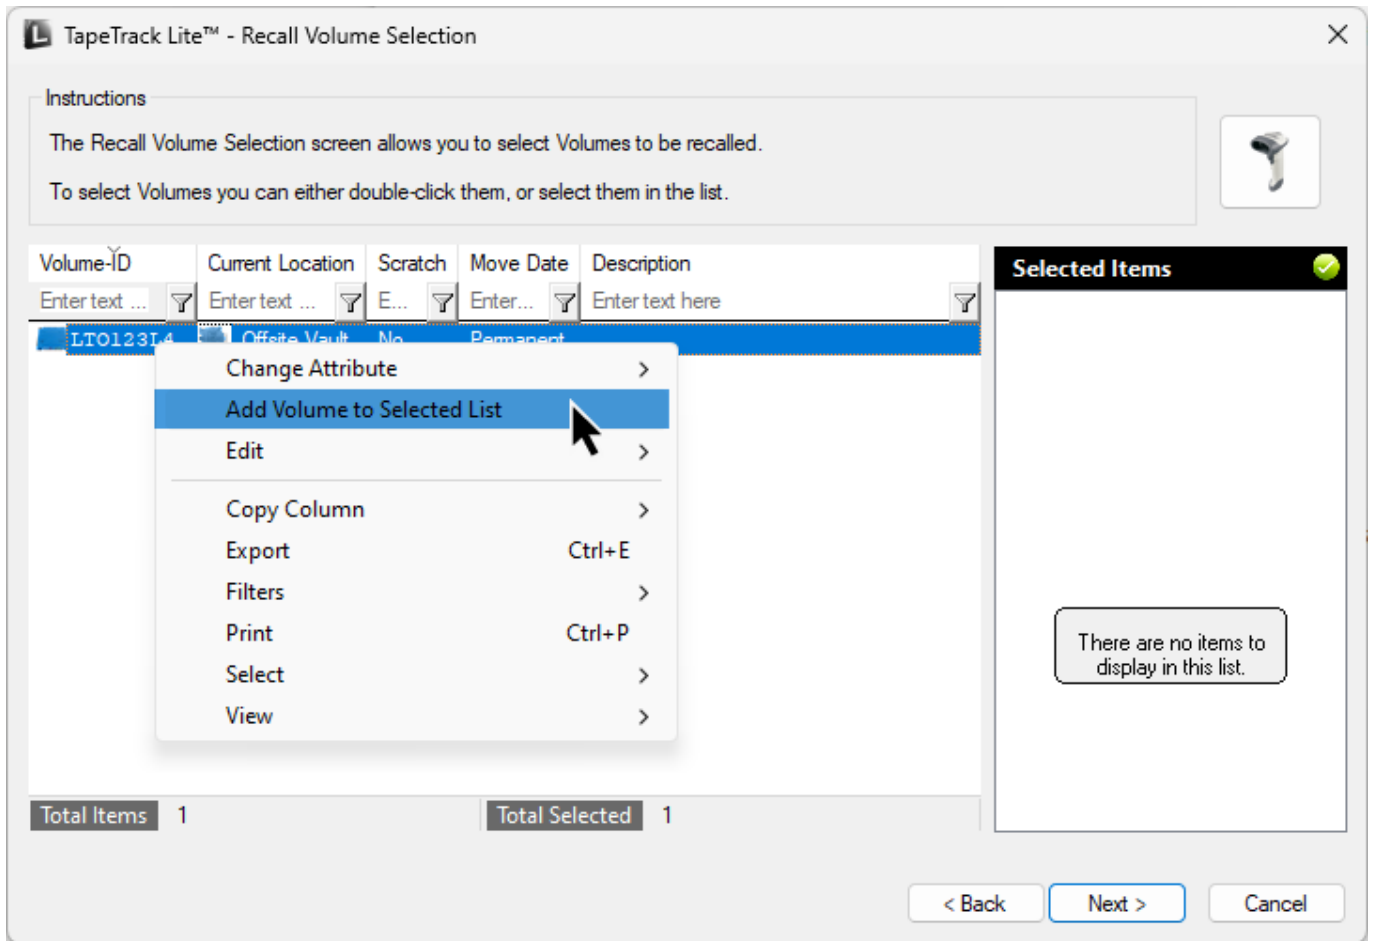 TapeTrack Lite™ - Recall Volume Selection
Instructions
The Recall Volume Selection screen allows you to select Volumes to be recalled.
To select Volumes you can either double-click them, or select them in the list.
Volume-ID Current Location Scratch Move Date Description
Enter text ... Enter text ... E... Enter... Enter text here
LTO123L4 Offsite Vault No Permanent
Change Attribute
Add Volume to Selected List
Edit
Copy Column
Export Ctrl+E
Filters
Print Ctrl+P
Select
View
Selected Items
There are no items to
display in this list.
Total Items 1 Total Selected 1
< Back Next > Cancel